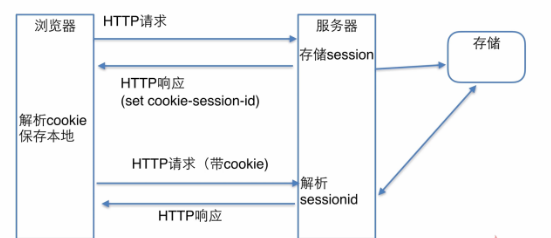 浏览器
HTTP请求
服务器
存储
存储session
HTTP响应
(set cookie-session-id)
解析cookie
保存本地
HTTP请求（带cookie)
解析
sessionid
HTTP响应